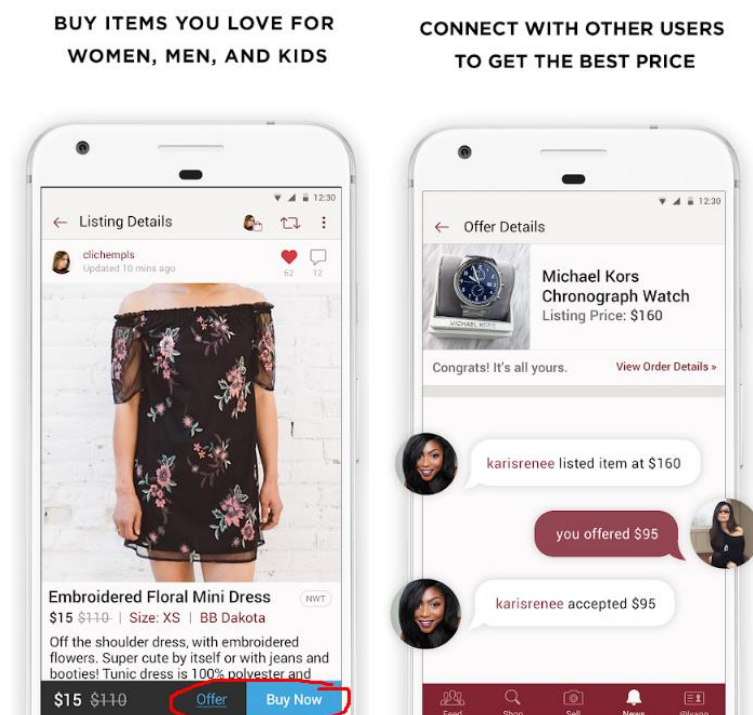 BUY ITEMS YOU LOVE FOR
WOMEN, MEN, AND KIDS
12:30
Listing Details
clichempls
Updated 10 mins ago
62
12
Embroidered Floral Mini Dress
NWT
$15 $110 | Size: XS | BB Dakota
Off the shoulder dress, with embroidered
flowers. Super cute by itself or with jeans and
booties! Tunic dress is 100% polyester and
$15 $110
Offer
Buy Now
CONNECT WITH OTHER USERS
TO GET THE BEST PRICE
12:30
Offer Details
MICHAEL KORS
Michael Kors
Chronograph Watch
Listing Price: $160
Congrats! It's all yours.
View Order Details »
karisrenee listed item at $160
you offered $95
karisrenee accepted $95
Feed
Shop
Sell
News